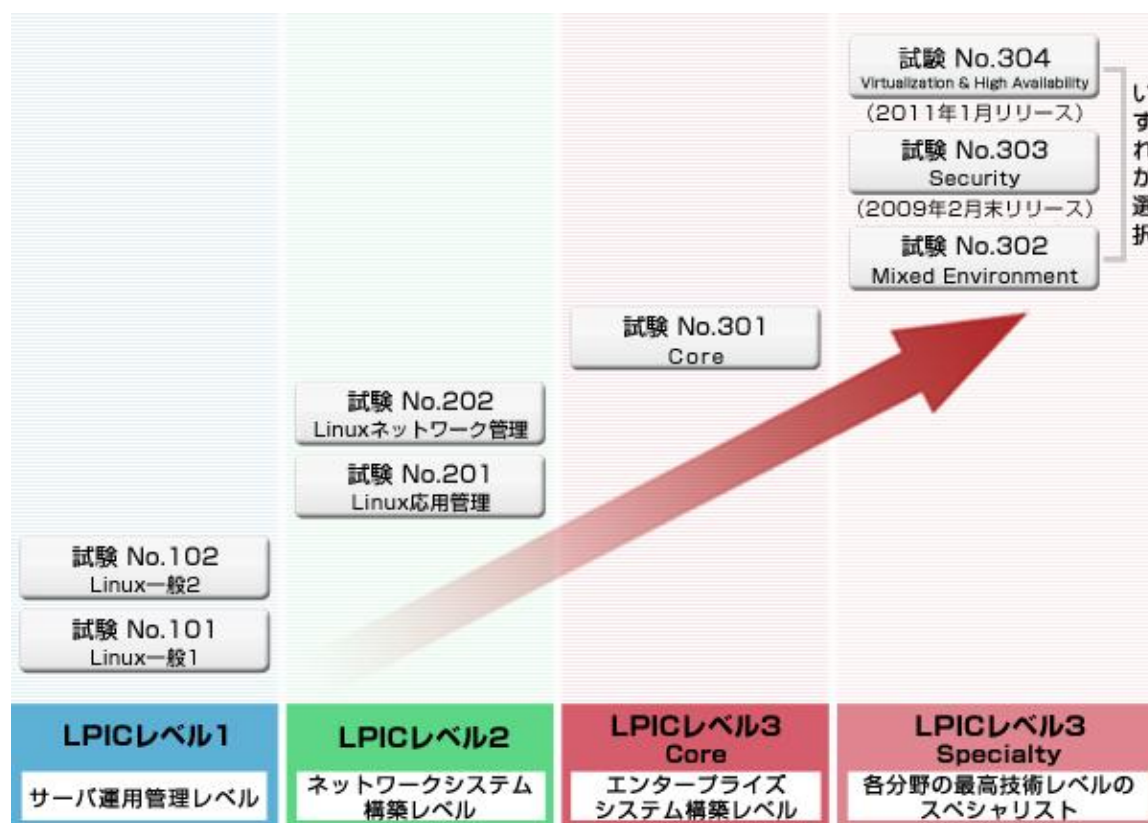 試験 No.304
Virtualization & High Availability
（2011年1月リリース）
試験 No.303
Security
（2009年2月末リリース）
試験 No.302
Mixed Environment
いずれか選択
試験 No.301
Core
試験 No.202
Linuxネットワーク管理
試験 No.201
Linux応用管理
試験 No.102
Linux一般2
試験 No.101
Linux一般1
LPICレベル1
サーバ運用管理レベル
LPICレベル2
ネットワークシステム
構築レベル
LPICレベル3
Core
エンタープライズ
システム構築レベル
LPICレベル3
Specialty
各分野の最高技術レベルの
スペシャリスト